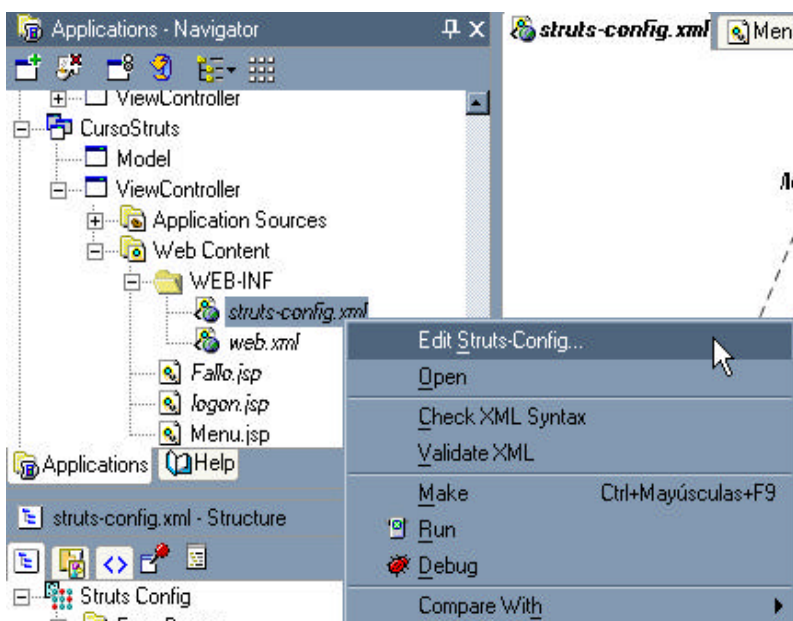 Applications - Navigator
struts-config.xml
Men
ViewController
CursoStruts
Model
ViewController
Application Sources
Web Content
WEB-INF
struts-config.xml
web.xml
Fallo.jsp
logon.jsp
Menu.jsp
Applications
Help
Edit Struts-Config...
Open
Check XML Syntax
Validate XML
Make Ctrl+Mayúsculas+F9
Run
Debug
Compare With
struts-config.xml - Structure
Struts Config